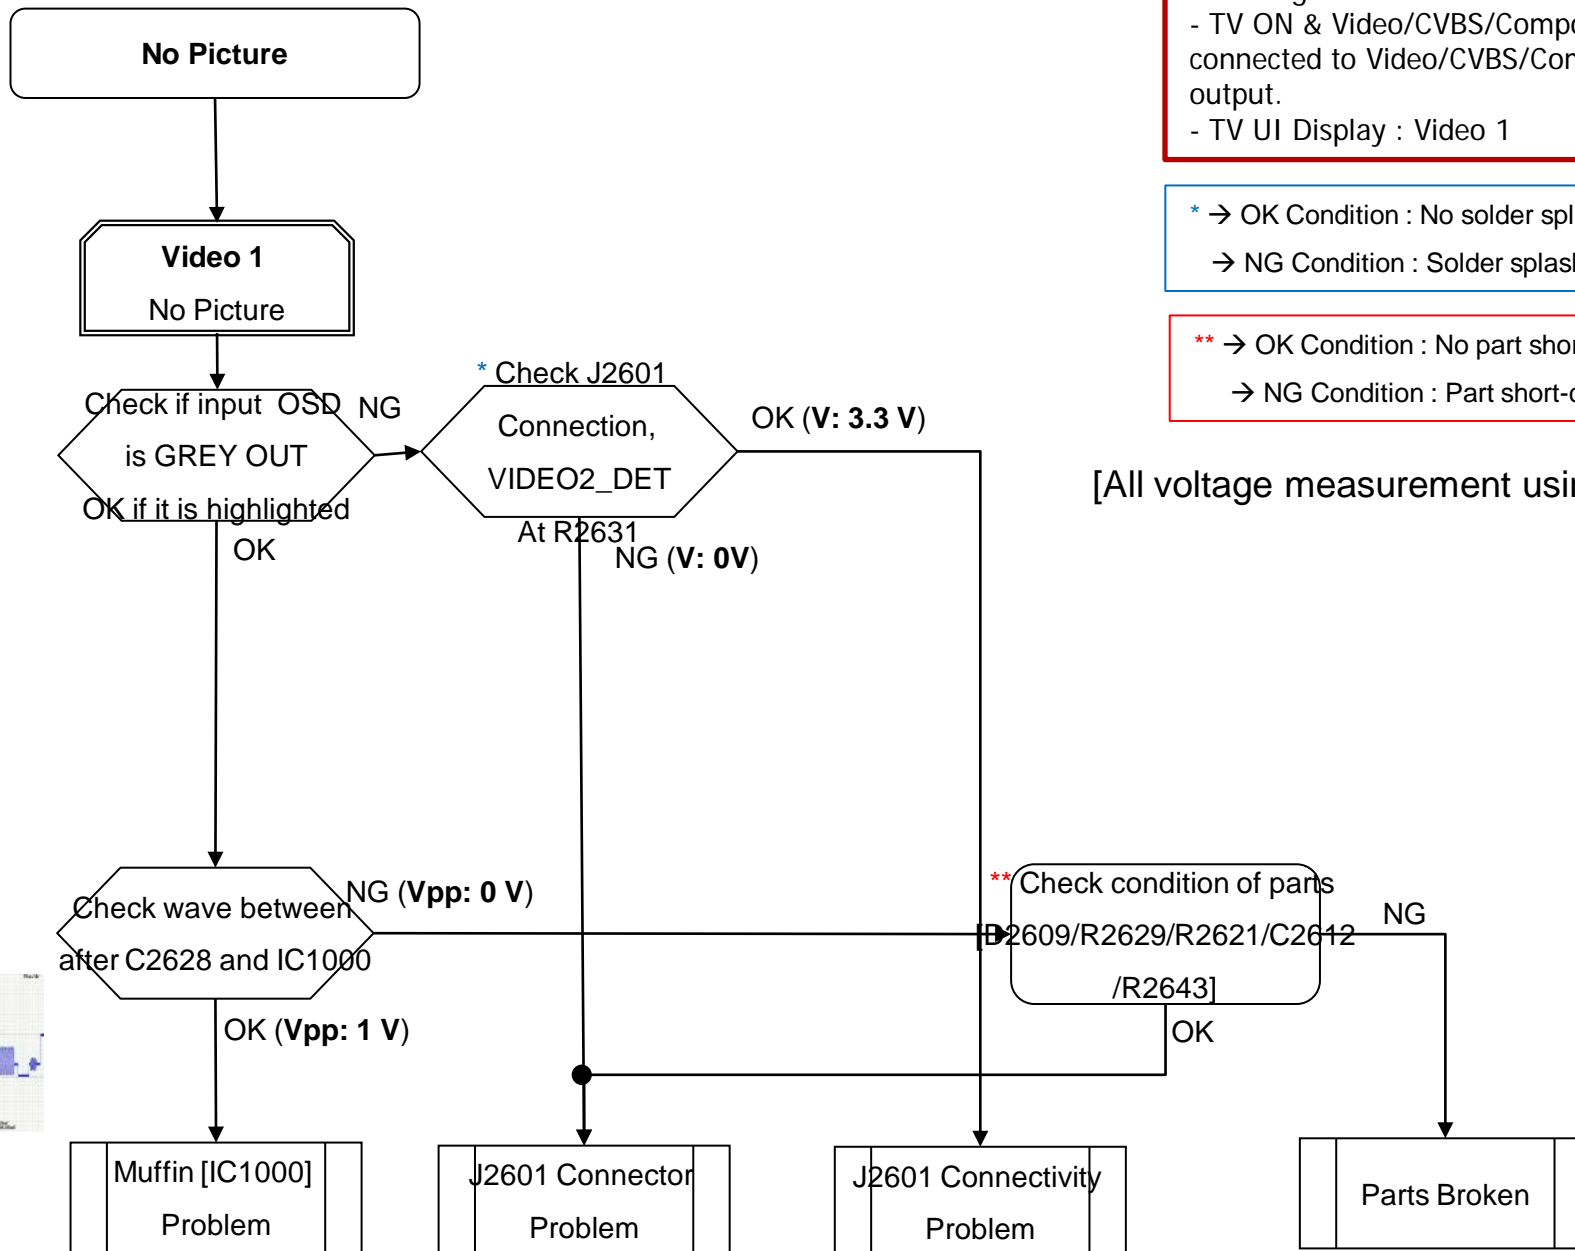 No Picture
- TV ON & Video/CVBS/Compo
connected to Video/CVBS/Con
output.
- TV UI Display : Video 1
* → OK Condition : No solder spl
→ NG Condition : Solder splash
** → OK Condition : No part shor
→ NG Condition : Part short-c
[All voltage measurement usin
Video 1
No Picture
Check if input OSD
is GREY OUT
OK if it is highlighted
NG
OK
* Check J2601
Connection,
VIDEO2_DET
At R2631
OK (V: 3.3 V)
NG (V: 0V)
Check wave between
after C2628 and IC1000
NG (Vpp: 0 V)
OK (Vpp: 1 V)
** Check condition of parts
[D2609/R2629/R2621/C2612
/R2643]
NG
OK
Muffin [IC1000]
Problem
J2601 Connector
Problem
J2601 Connectivity
Problem
Parts Broken